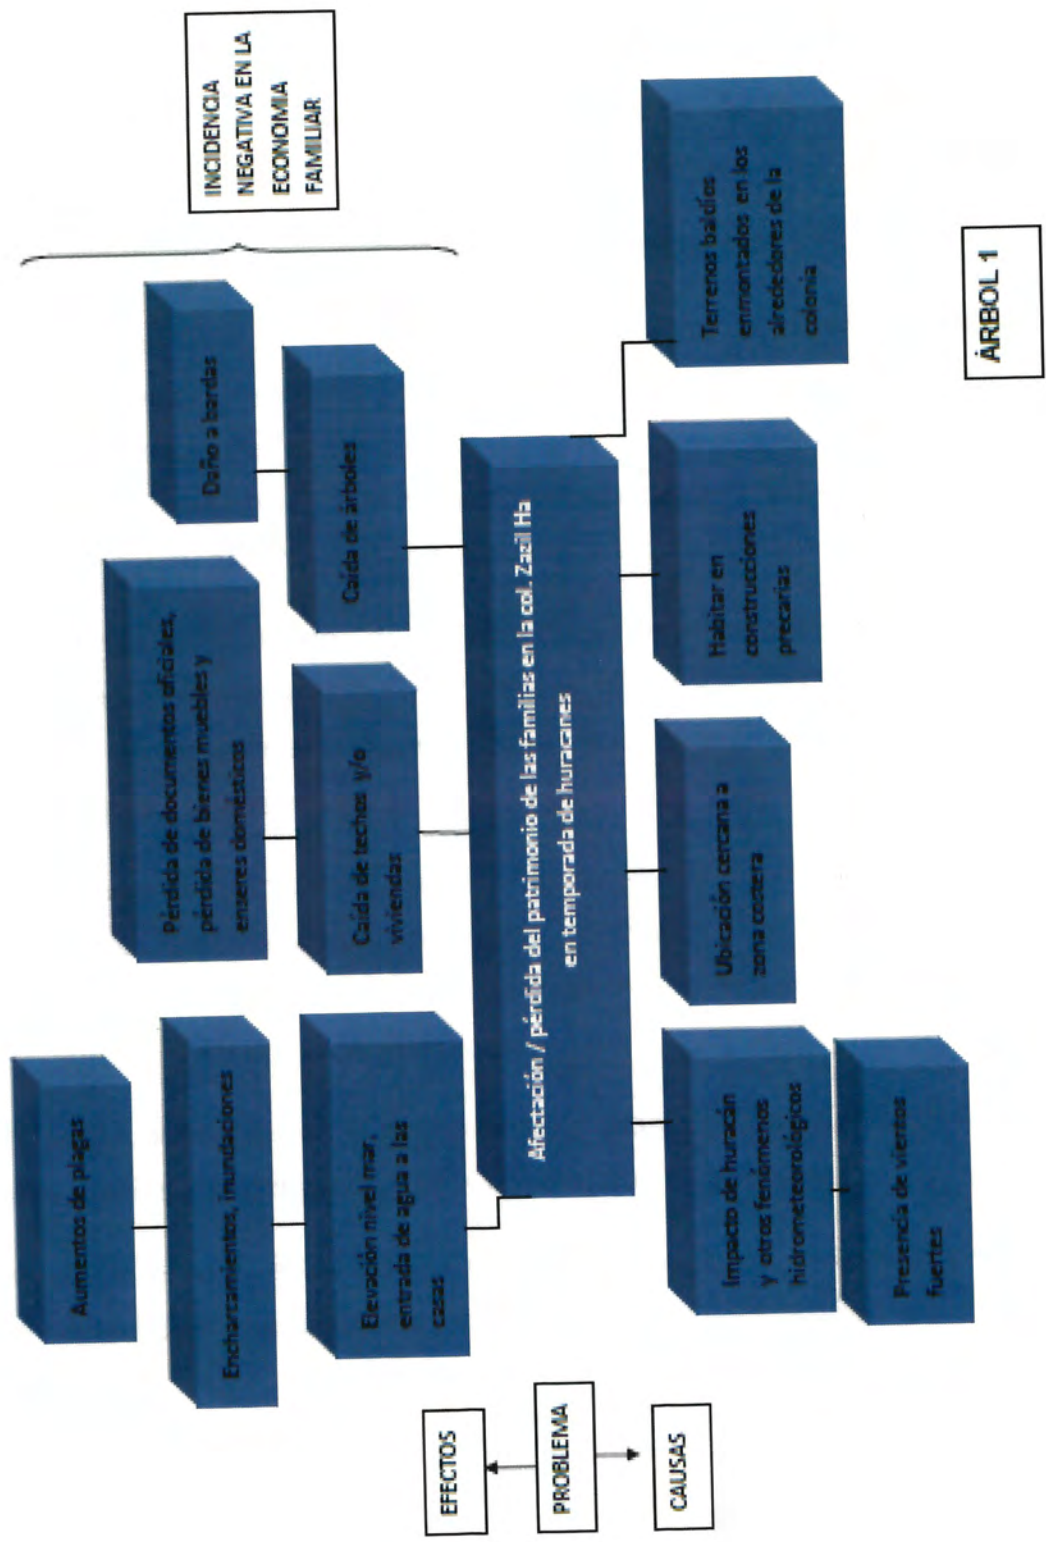 INCIDENCIA
NEGATIVA EN LA
ECONOMIA
FAMILIAR
Aumentos de plagas
Encharcamientos, inundaciones
Elevación nivel mar,
entrada de agua a las
casas
Pérdida de documentos oficiales,
pérdida de bienes muebles y
enseres domésticos
Caída de techos y/o
viviendas
Daño a bardas
Caída de árboles
EFECTOS
PROBLEMA
CAUSAS
Afectación / pérdida del patrimonio de las familias en la col. Zazil Ha
en temporada de huracanes
Impacto de huracán
y otros fenómenos
hidrometeorológicos
Presencia de vientos
fuertes
Ubicación cercana a
zona costera
Habitar en
construcciones
precarias
Terrenos baldíos
enmontados en los
alrededores de la
colonia
ÁRBOL 1